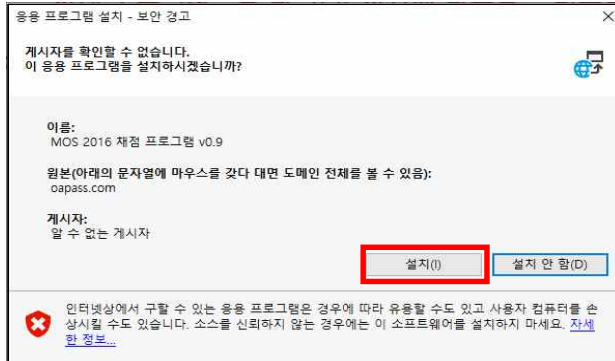 응용 프로그램 설치 - 보안 경고
게시자를 확인할 수 없습니다.
이 응용 프로그램을 설치하시겠습니까?
이름:
MOS 2016 채점 프로그램 v0.9
원본(아래의 문자열에 마우스를 갖다 대면 도메인 전체를 볼 수 있음):
oapass.com
게시자:
알 수 없는 게시자
설치(I) 설치 안 함(D)
인터넷상에서 구할 수 있는 응용 프로그램은 경우에 따라 유용할 수도 있고 사용자 컴퓨터를 손
상시킬 수도 있습니다. 소스를 신뢰하지 않는 경우에는 이 소프트웨어를 설치하지 마세요. 자세
한 정보...